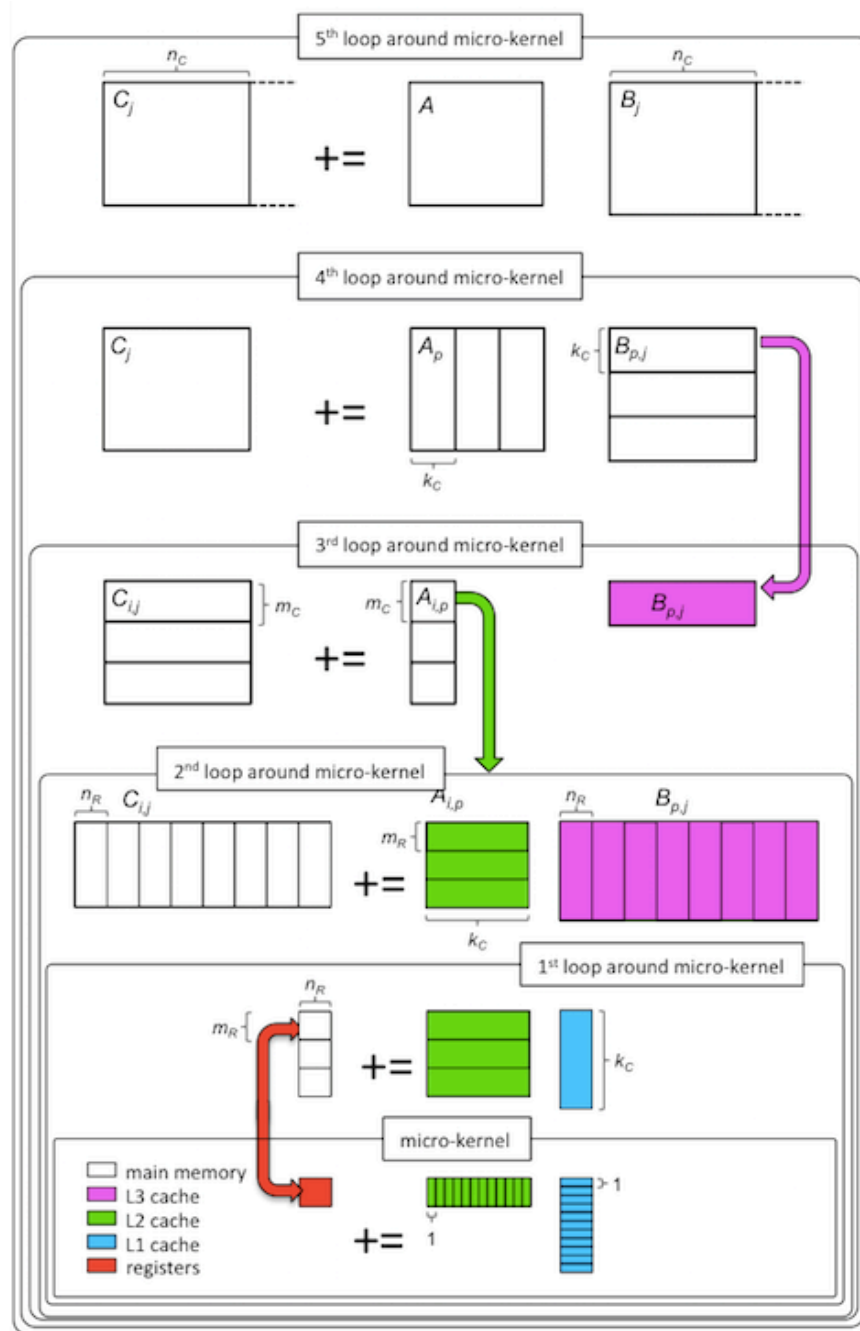 5th loop around micro-kernel
nC nC
Cj A Bj
+=
4th loop around micro-kernel
Cj Ap kC Bp,j
+=
kC
3rd loop around micro-kernel
Ci,j mC mC Ai,p Bp,j
+=
2nd loop around micro-kernel
nR Ci,j Ai,p nR Bp,j
mR
+=
kC
1st loop around micro-kernel
nR
mR
+= kC
micro-kernel
main memory
L3 cache
L2 cache
L1 cache
registers
+=
1
1